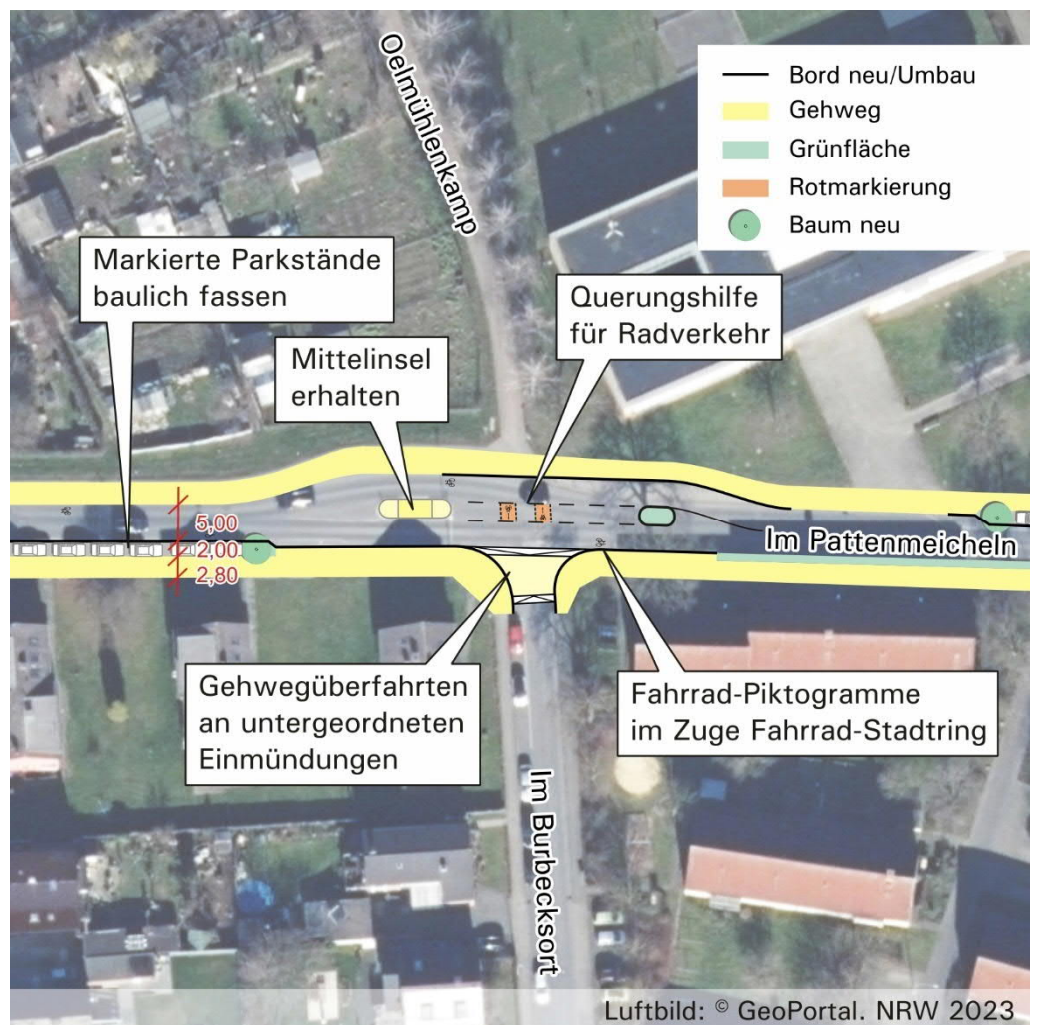 Oelmühlenkamp
Bord neu/Umbau
Gehweg
Grünfläche
Rotmarkierung
Baum neu
Markierte Parkstände
baulich fassen
Mittelinsel
erhalten
Querungshilfe
für Radverkehr
5,00
2,00
2,80
Im Pattenmeicheln
Gehwegüberfahrten
an untergeordneten
Einmündungen
Fahrrad-Piktogramme
im Zuge Fahrrad-Stadtring
Im Burbecksort
Luftbild: © GeoPortal. NRW 2023